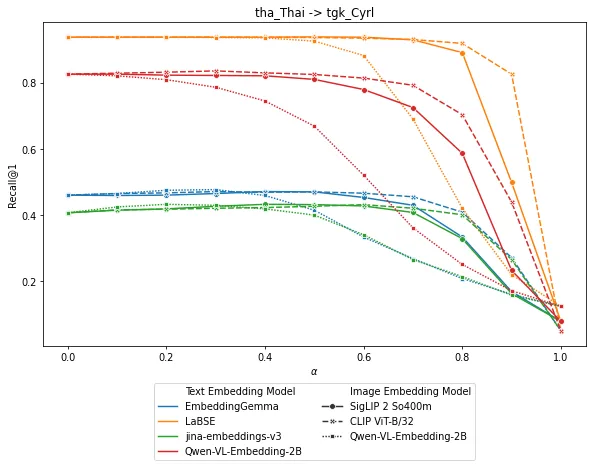 tha_Thai -> tgk_Cyrl
Recall@1
0.8
0.6
0.4
0.2
0.0 0.2 0.4 0.6 0.8 1.0
α
Text Embedding Model Image Embedding Model
EmbeddingGemma SigLIP 2 So400m
LaBSE CLIP ViT-B/32
jina-embeddings-v3 Qwen-VL-Embedding-2B
Qwen-VL-Embedding-2B